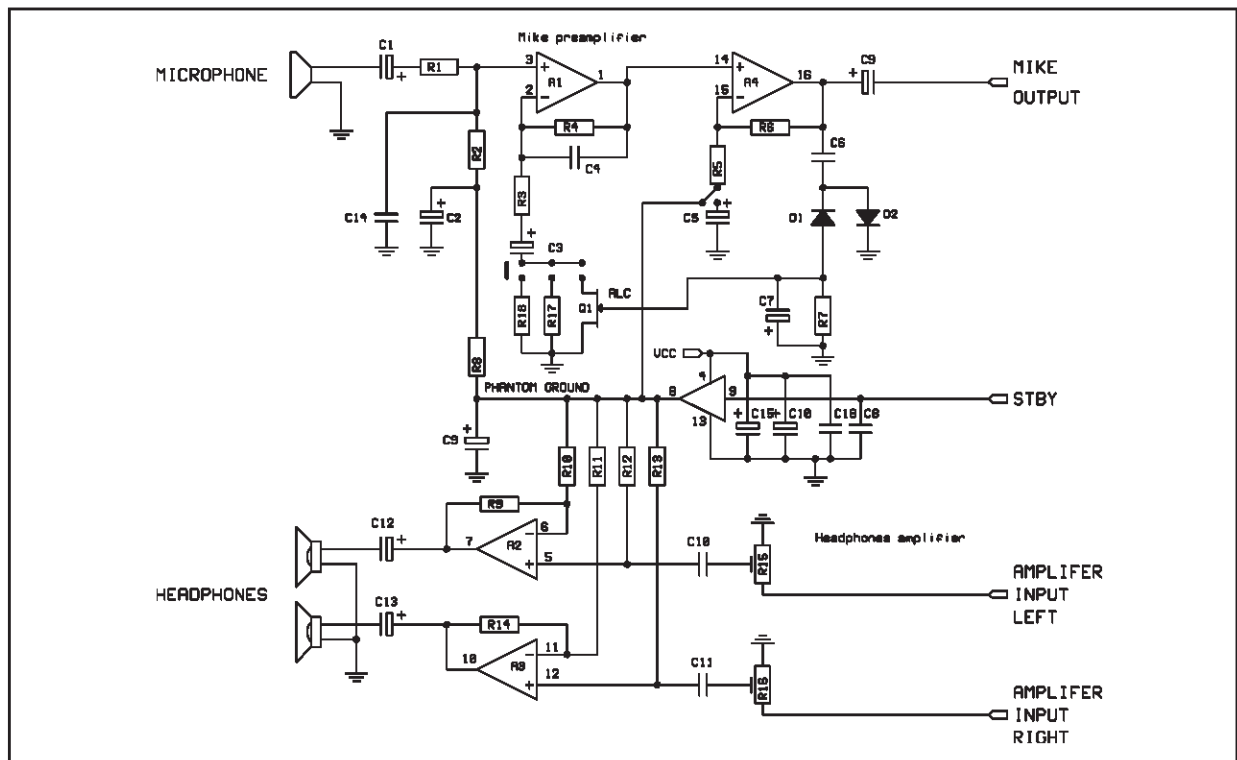 Mike preamplifier
C1
R1
MICROPHONE
3
A1
1
2
14
A4
16
15
C9
MIKE
OUTPUT
R4
C4
R2
R3
R6
R5
C6
C14
C2
C3
C5
D1
D2
ALC
Q1
R18
R17
C7
R7
R8
VCC
4
PHANTOM GROUND
8
9
13
STBY
C9
C15
C10
C18
C8
R10
R11
R12
R13
R9
C12
6
7
A2
5
C10
Headphones amplifier
R15
AMPLIFER
INPUT
LEFT
HEADPHONES
C13
R14
11
10
A3
12
C11
R16
AMPLIFER
INPUT
RIGHT